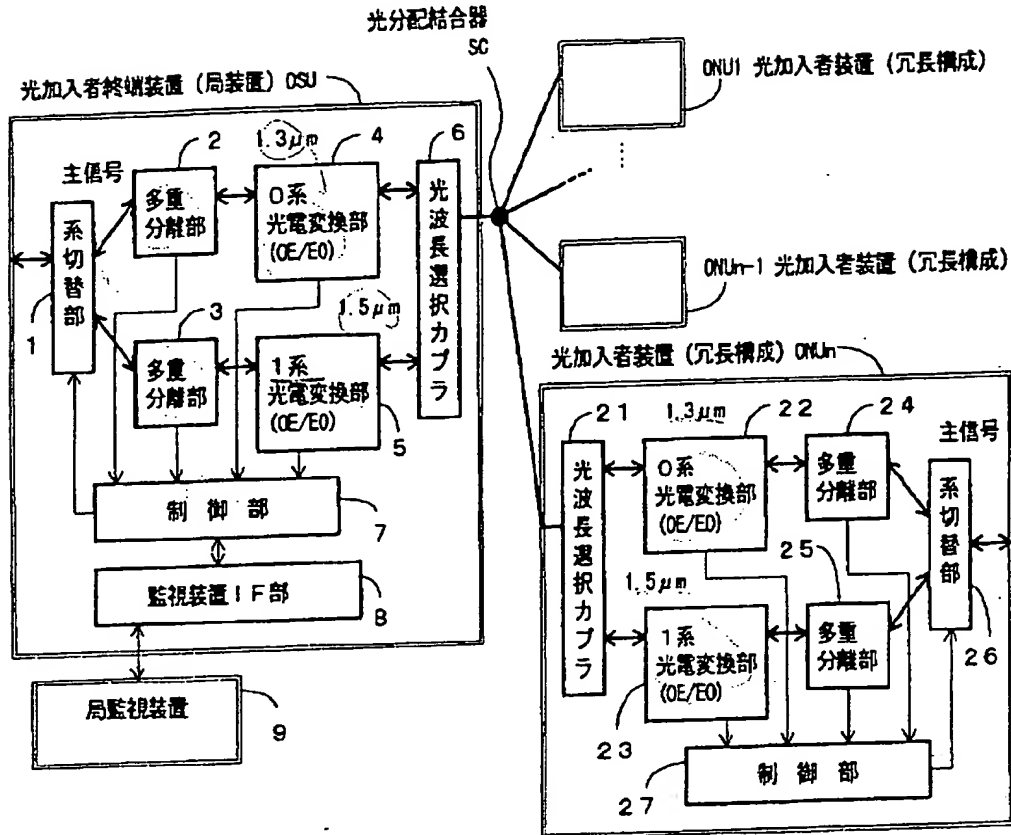 光分配結合器
SC
ONU1 光加入者装置（冗長構成）
光加入者終端装置（局装置）OSU
2
1.3μm
4
6
主信号
多重
分離部
0系
光電変換部
(OE/EO)
光波長選択カプラ
系切替部
1
3
多重
分離部
1.5μm
1系
光電変換部
(OE/EO)
5
制御部
7
監視装置IF部
8
局監視装置
9
⋮
ONUn-1 光加入者装置（冗長構成）
光加入者装置（冗長構成）ONUn
21
1.3μm
22
24
主信号
光波長選択カプラ
0系
光電変換部
(OE/EO)
多重
分離部
系切替部
25
1.5μm
1系
光電変換部
(OE/EO)
多重
分離部
26
23
制御部
27